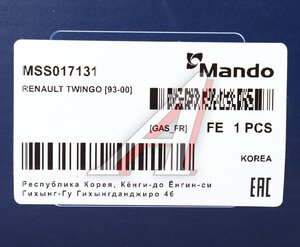 Mando
MSS017131
RENAULT TWINGO [93-00]
[GAS_FR]
FE 1 PCS
KOREA
Республика Корея, Кёнги-до Ёнгин-си
Гихынг-Гу Гихынгданджиро 46
EAC